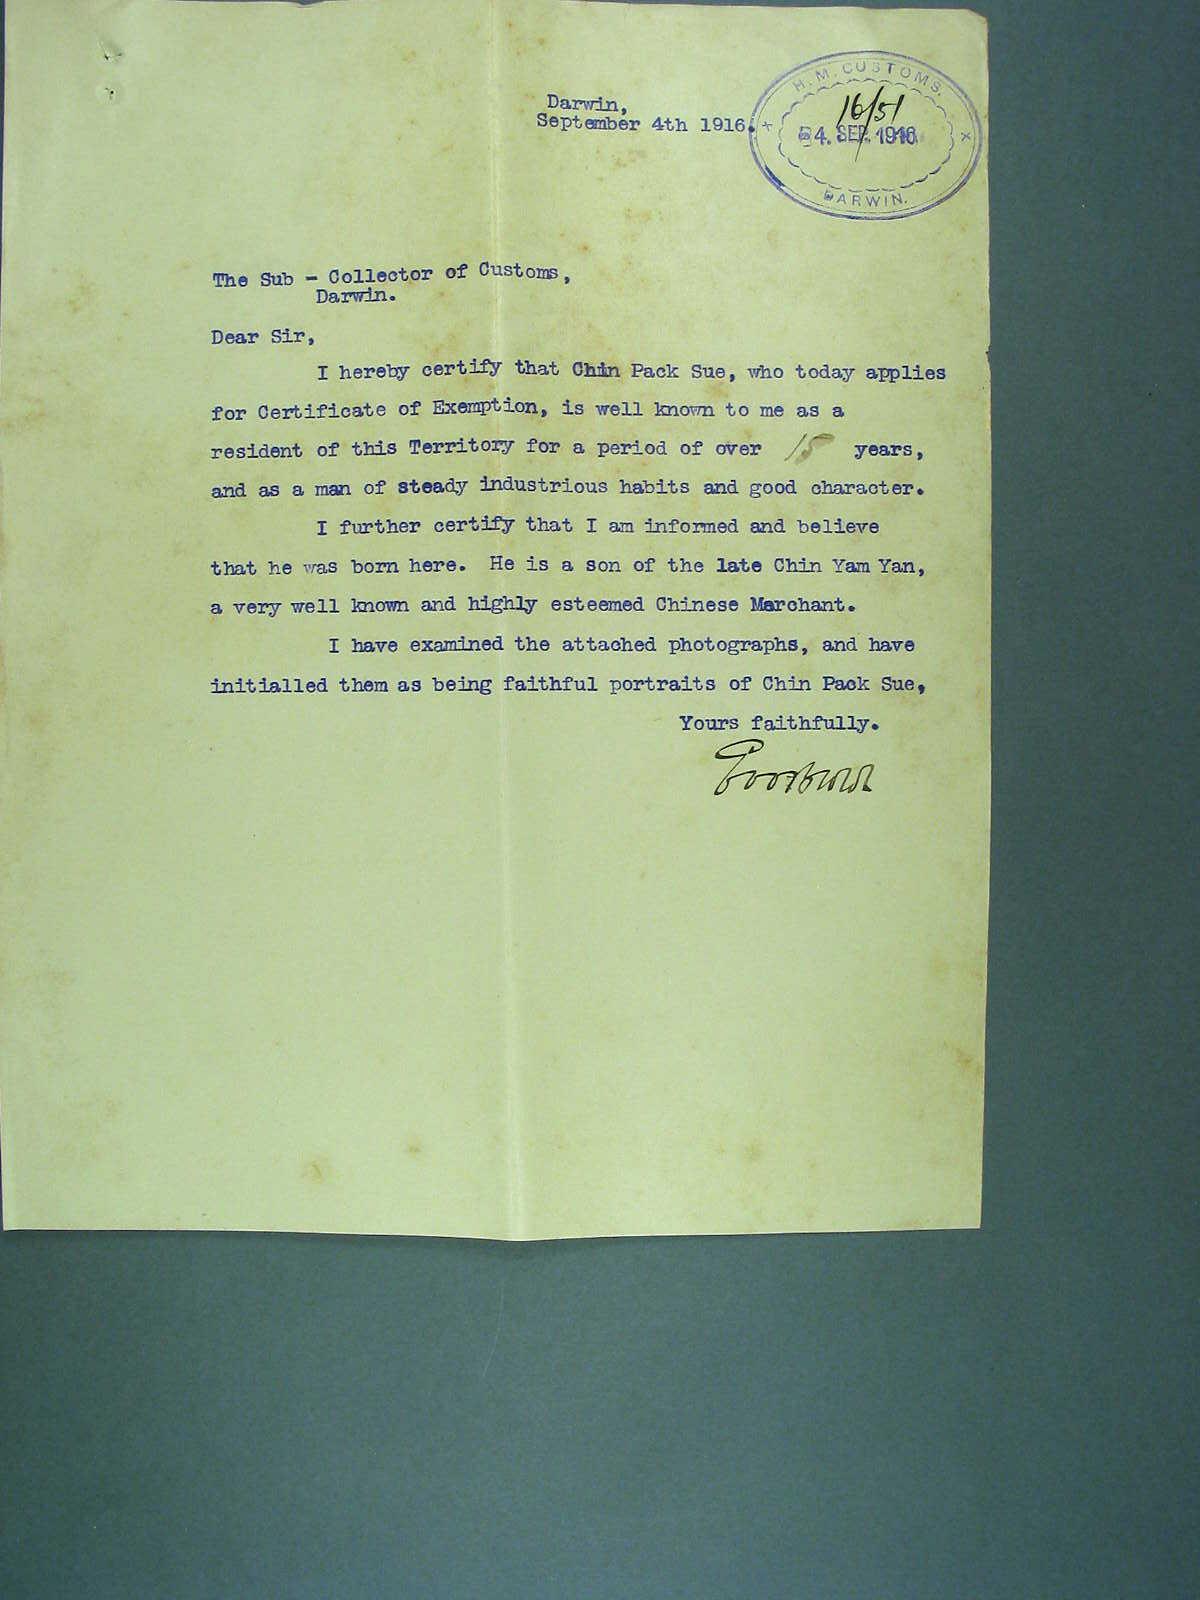 Darwin,
September 4th 1916.
H. M. CUSTOMS.
16/51
4. SEP. 1916
DARWIN.
The Sub - Collector of Customs,
Darwin.
Dear Sir,
I hereby certify that Chin Pack Sue, who today applies
for Certificate of Exemption, is well known to me as a
resident of this Territory for a period of over 15 years,
and as a man of steady industrious habits and good character.
I further certify that I am informed and believe
that he was born here. He is a son of the late Chin Yam Yan,
a very well known and highly esteemed Chinese Merchant.
I have examined the attached photographs, and have
initialled them as being faithful portraits of Chin Pack Sue,
Yours faithfully.